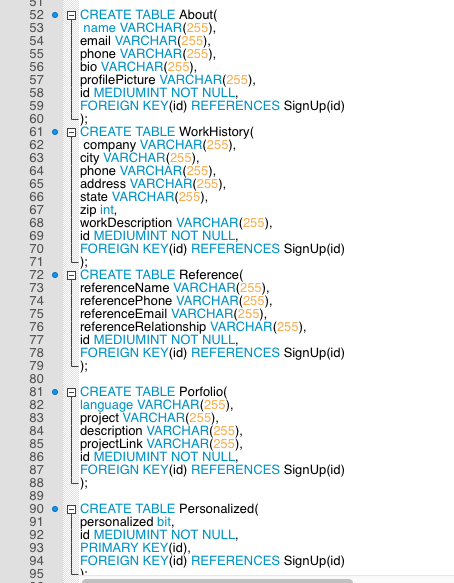 51
52 CREATE TABLE About(
53 name VARCHAR(255),
54 email VARCHAR(255),
55 phone VARCHAR(255),
56 bio VARCHAR(255),
57 profilePicture VARCHAR(255),
58 id MEDIUMINT NOT NULL,
59 FOREIGN KEY(id) REFERENCES SignUp(id)
60 );
61 CREATE TABLE WorkHistory(
62 company VARCHAR(255),
63 city VARCHAR(255),
64 phone VARCHAR(255),
65 address VARCHAR(255),
66 state VARCHAR(255),
67 zip int,
68 workDescription VARCHAR(255),
69 id MEDIUMINT NOT NULL,
70 FOREIGN KEY(id) REFERENCES SignUp(id)
71 );
72 CREATE TABLE Reference(
73 referenceName VARCHAR(255),
74 referencePhone VARCHAR(255),
75 referenceEmail VARCHAR(255),
76 referenceRelationship VARCHAR(255),
77 id MEDIUMINT NOT NULL,
78 FOREIGN KEY(id) REFERENCES SignUp(id)
79 );
80
81 CREATE TABLE Porfolio(
82 language VARCHAR(255),
83 project VARCHAR(255),
84 description VARCHAR(255),
85 projectLink VARCHAR(255),
86 id MEDIUMINT NOT NULL,
87 FOREIGN KEY(id) REFERENCES SignUp(id)
88 );
89
90 CREATE TABLE Personalized(
91 personalized bit,
92 id MEDIUMINT NOT NULL,
93 PRIMARY KEY(id),
94 FOREIGN KEY(id) REFERENCES SignUp(id)
95 );